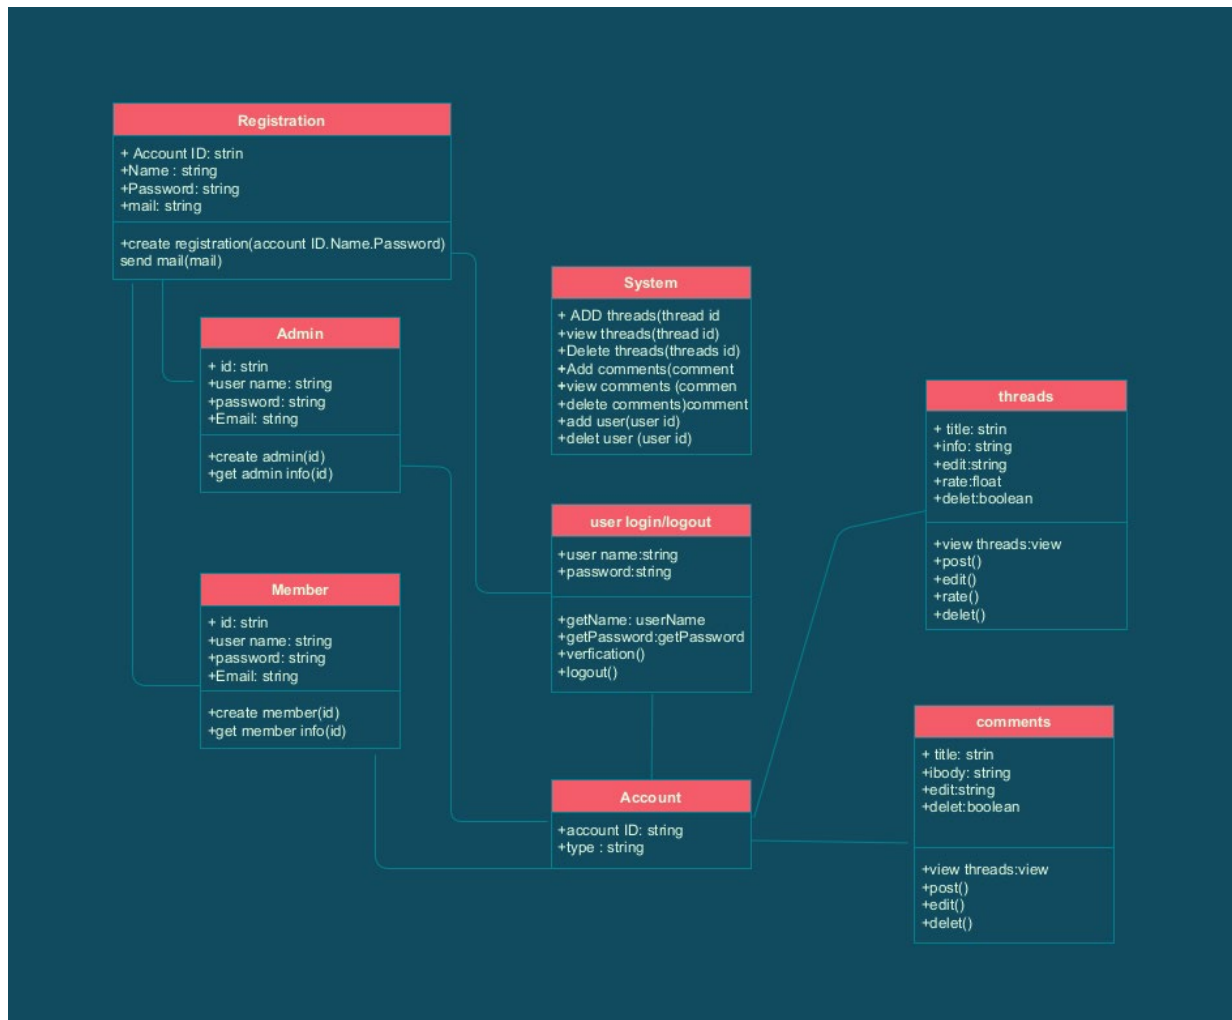 Registration
+ Account ID: strin
+Name : string
+Password: string
+mail: string
+create registration(account ID.Name.Password)
send mail(mail)
Admin
+ id: strin
+user name: string
+password: string
+Email: string
+create admin(id)
+get admin info(id)
Member
+ id: strin
+user name: string
+password: string
+Email: string
+create member(id)
+get member info(id)
System
+ ADD threads(thread id
+view threads(thread id)
+Delete threads(threads id)
+Add comments(comment
+view comments (commen
+delete comments)comment
+add user(user id)
+delet user (user id)
user login/logout
+user name:string
+password:string
+getName: userName
+getPassword:getPassword
+verfication()
+logout()
Account
+account ID: string
+type : string
threads
+ title: strin
+info: string
+edit:string
+rate:float
+delet:boolean
+view threads:view
+post()
+edit()
+rate()
+delet()
comments
+ title: strin
+ibody: string
+edit:string
+delet:boolean
+view threads:view
+post()
+edit()
+delet()